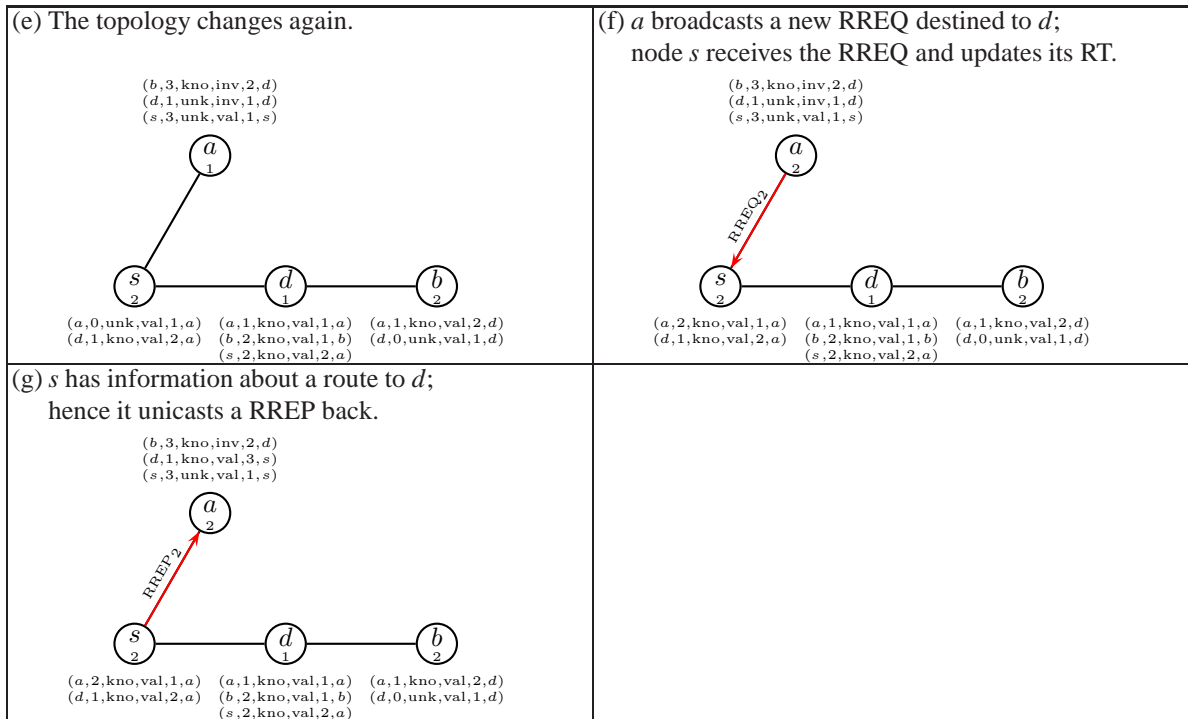 (e) The topology changes again.
(b,3,kno,inv,2,d)
(d,1,unk,inv,1,d)
(s,3,unk,val,1,s)
a
1
s
2
d
1
b
2
(a,0,unk,val,1,a)
(d,1,kno,val,2,a)
(a,1,kno,val,1,a)
(b,2,kno,val,1,b)
(s,2,kno,val,2,a)
(a,1,kno,val,2,d)
(d,0,unk,val,1,d)
(f) a broadcasts a new RREQ destined to d;
node s receives the RREQ and updates its RT.
(b,3,kno,inv,2,d)
(d,1,unk,inv,1,d)
(s,3,unk,val,1,s)
a
2
RREQ2
s
2
d
1
b
2
(a,2,kno,val,1,a)
(d,1,kno,val,2,a)
(a,1,kno,val,1,a)
(b,2,kno,val,1,b)
(s,2,kno,val,2,a)
(a,1,kno,val,2,d)
(d,0,unk,val,1,d)
(g) s has information about a route to d;
hence it unicasts a RREP back.
(b,3,kno,inv,2,d)
(d,1,kno,val,3,s)
(s,3,unk,val,1,s)
a
2
RREP2
s
2
d
1
b
2
(a,2,kno,val,1,a)
(d,1,kno,val,2,a)
(a,1,kno,val,1,a)
(b,2,kno,val,1,b)
(s,2,kno,val,2,a)
(a,1,kno,val,2,d)
(d,0,unk,val,1,d)